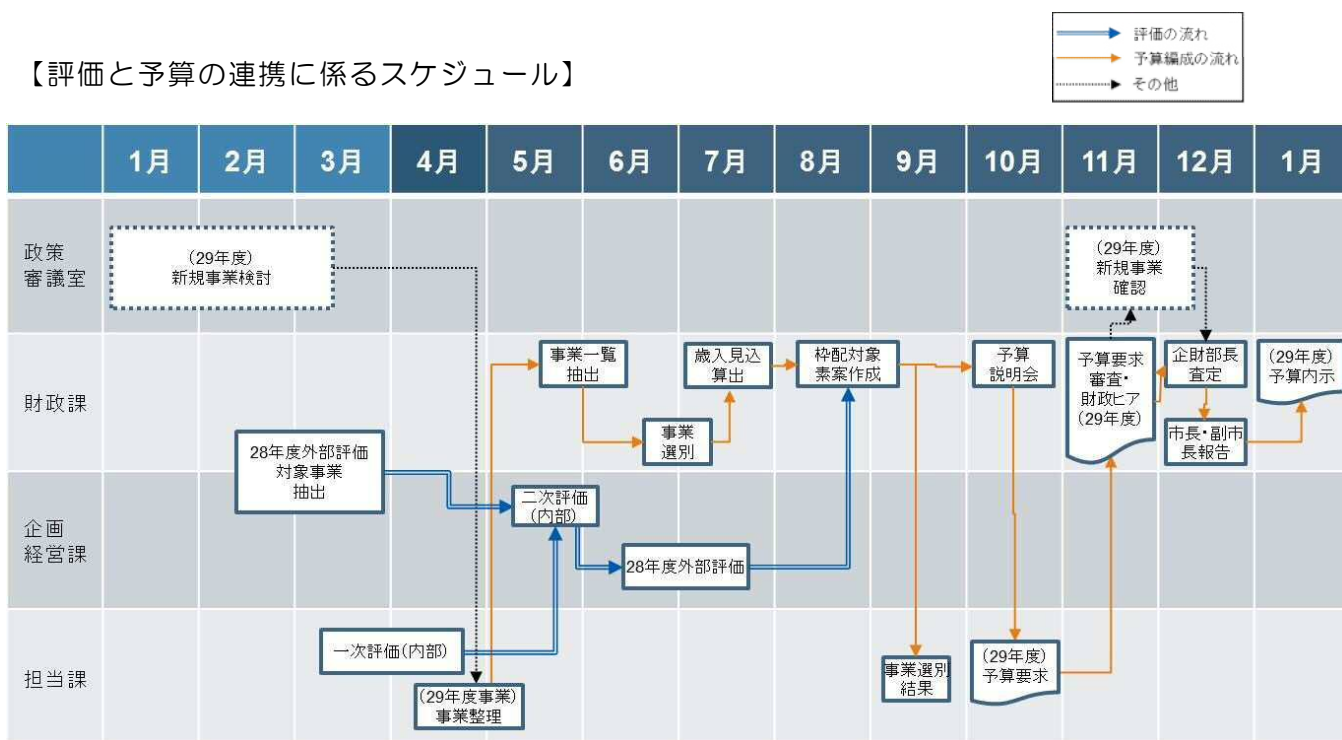 評価の流れ
予算編成の流れ
その他
【評価と予算の連携に係るスケジュール】
1月 2月 3月 4月 5月 6月 7月 8月 9月 10月 11月 12月 1月
政策
審議室
(29年度)
新規事業検討
(29年度)
新規事業
確認
財政課
事業一覧
抽出
事業
選別
歳入見込
算出
枠配対象
素案作成
予算
説明会
予算要求
審査・
財政ヒア
(29年度)
企財部長
査定
市長・副市
長報告
(29年度)
予算内示
28年度外部評価
対象事業
抽出
企画
経営課
二次評価
(内部)
28年度外部評価
担当課
一次評価(内部)
(29年度事業)
事業整理
事業選別
結果
(29年度)
予算要求